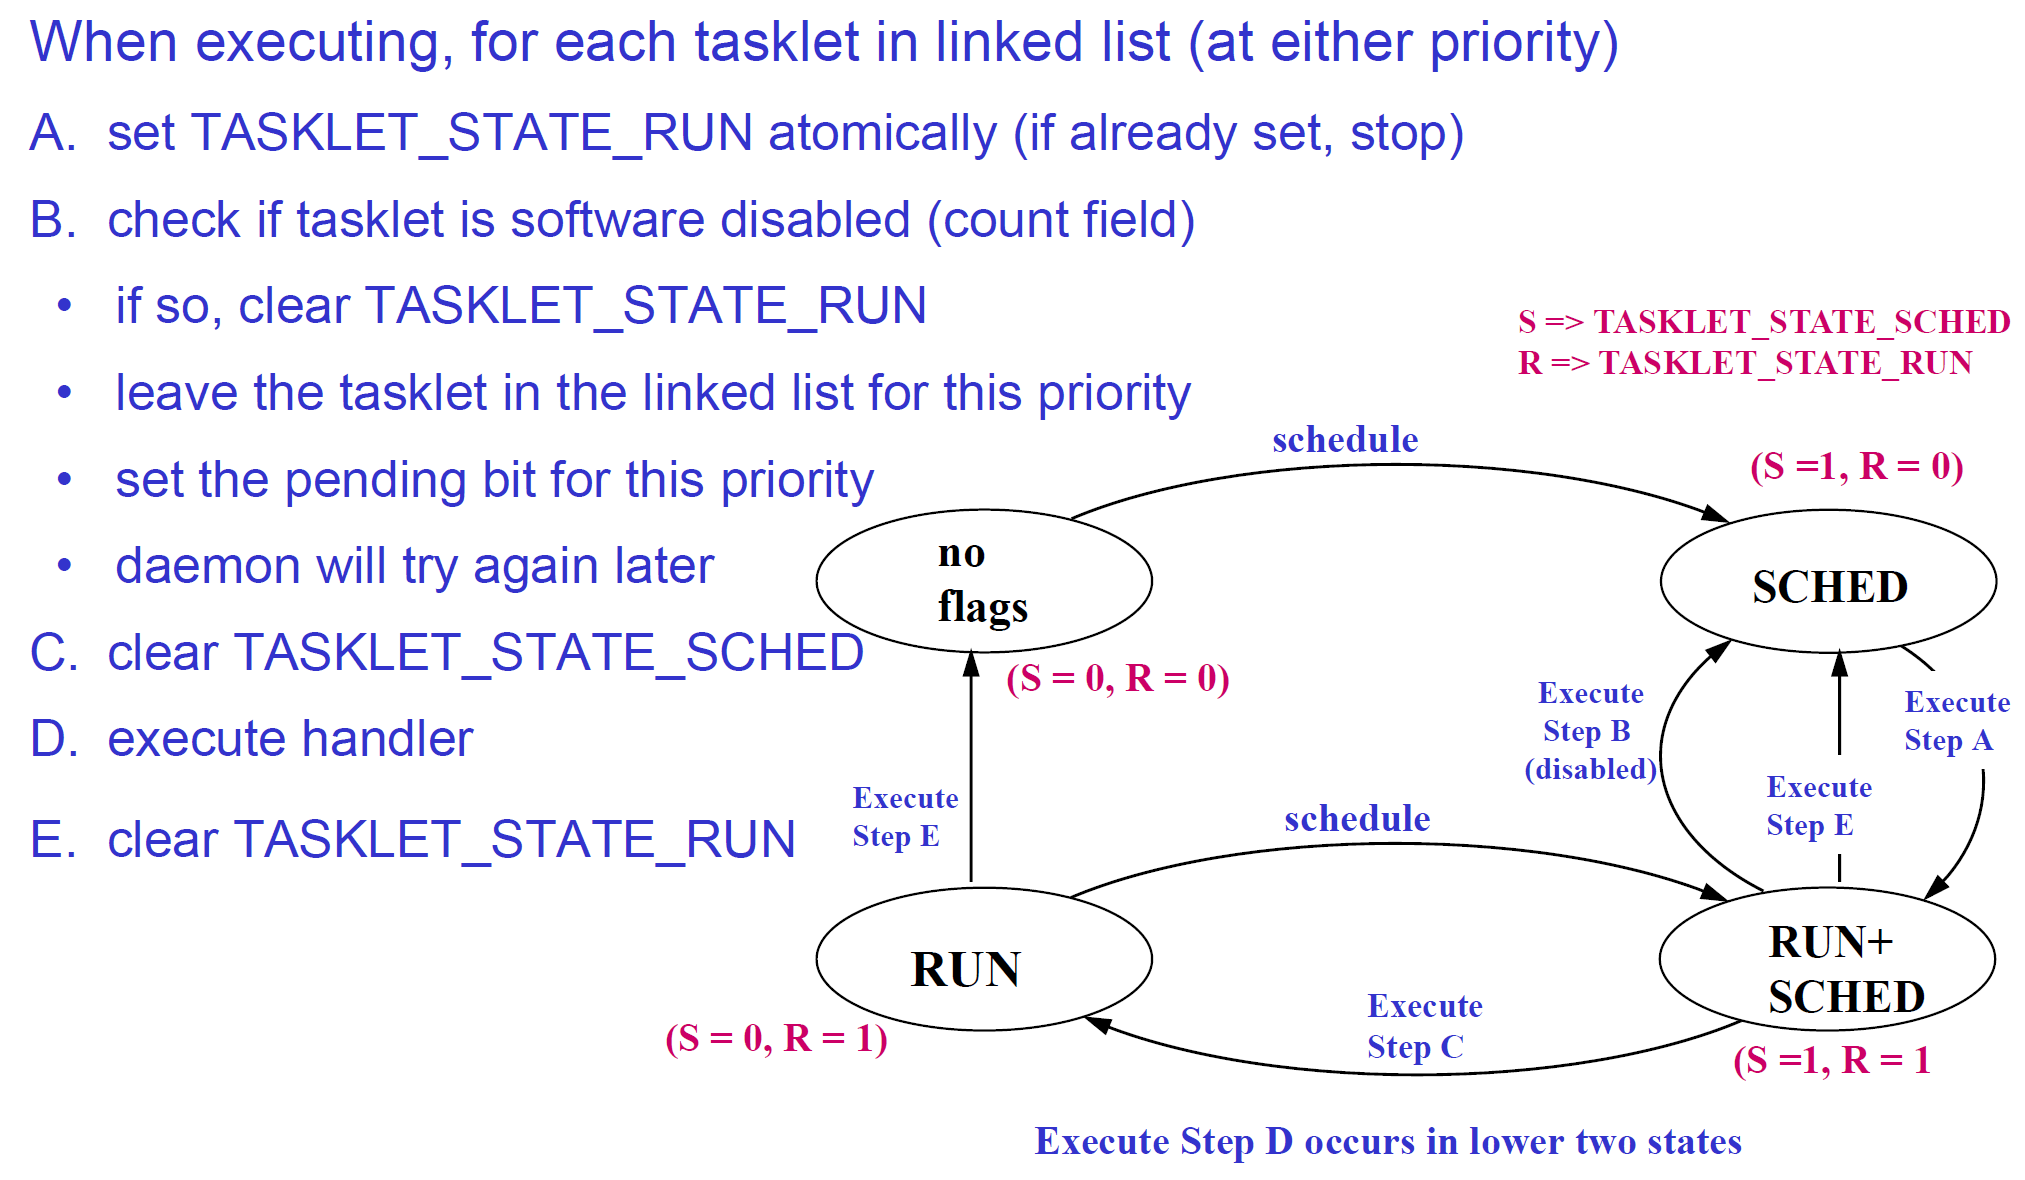 When executing, for each tasklet in linked list (at either priority)
A. set TASKLET_STATE_RUN atomically (if already set, stop)
B. check if tasklet is software disabled (count field)
• if so, clear TASKLET_STATE_RUN
• leave the tasklet in the linked list for this priority
• set the pending bit for this priority
• daemon will try again later
C. clear TASKLET_STATE_SCHED
D. execute handler
E. clear TASKLET_STATE_RUN
S => TASKLET_STATE_SCHED
R => TASKLET_STATE_RUN
schedule
(S =1, R = 0)
no
flags
SCHED
(S = 0, R = 0)
Execute
Step B
(disabled)
Execute
Step A
Execute
Step E
Execute
Step E
schedule
RUN
RUN+
SCHED
(S = 0, R = 1)
Execute
Step C
(S =1, R = 1
Execute Step D occurs in lower two states